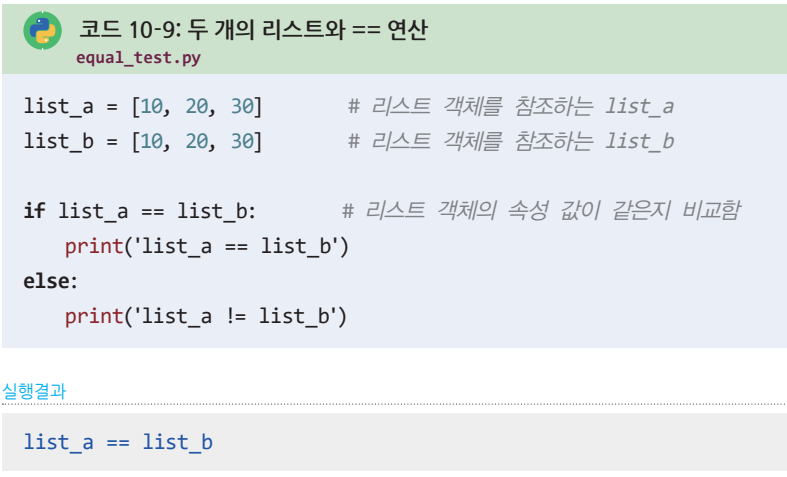 코드 10-9: 두 개의 리스트와 == 연산
equal_test.py
list_a = [10, 20, 30] # 리스트 객체를 참조하는 list_a
list_b = [10, 20, 30] # 리스트 객체를 참조하는 list_b
if list_a == list_b: # 리스트 객체의 속성 값이 같은지 비교함
print('list_a == list_b')
else:
print('list_a != list_b')
실행결과
list_a == list_b